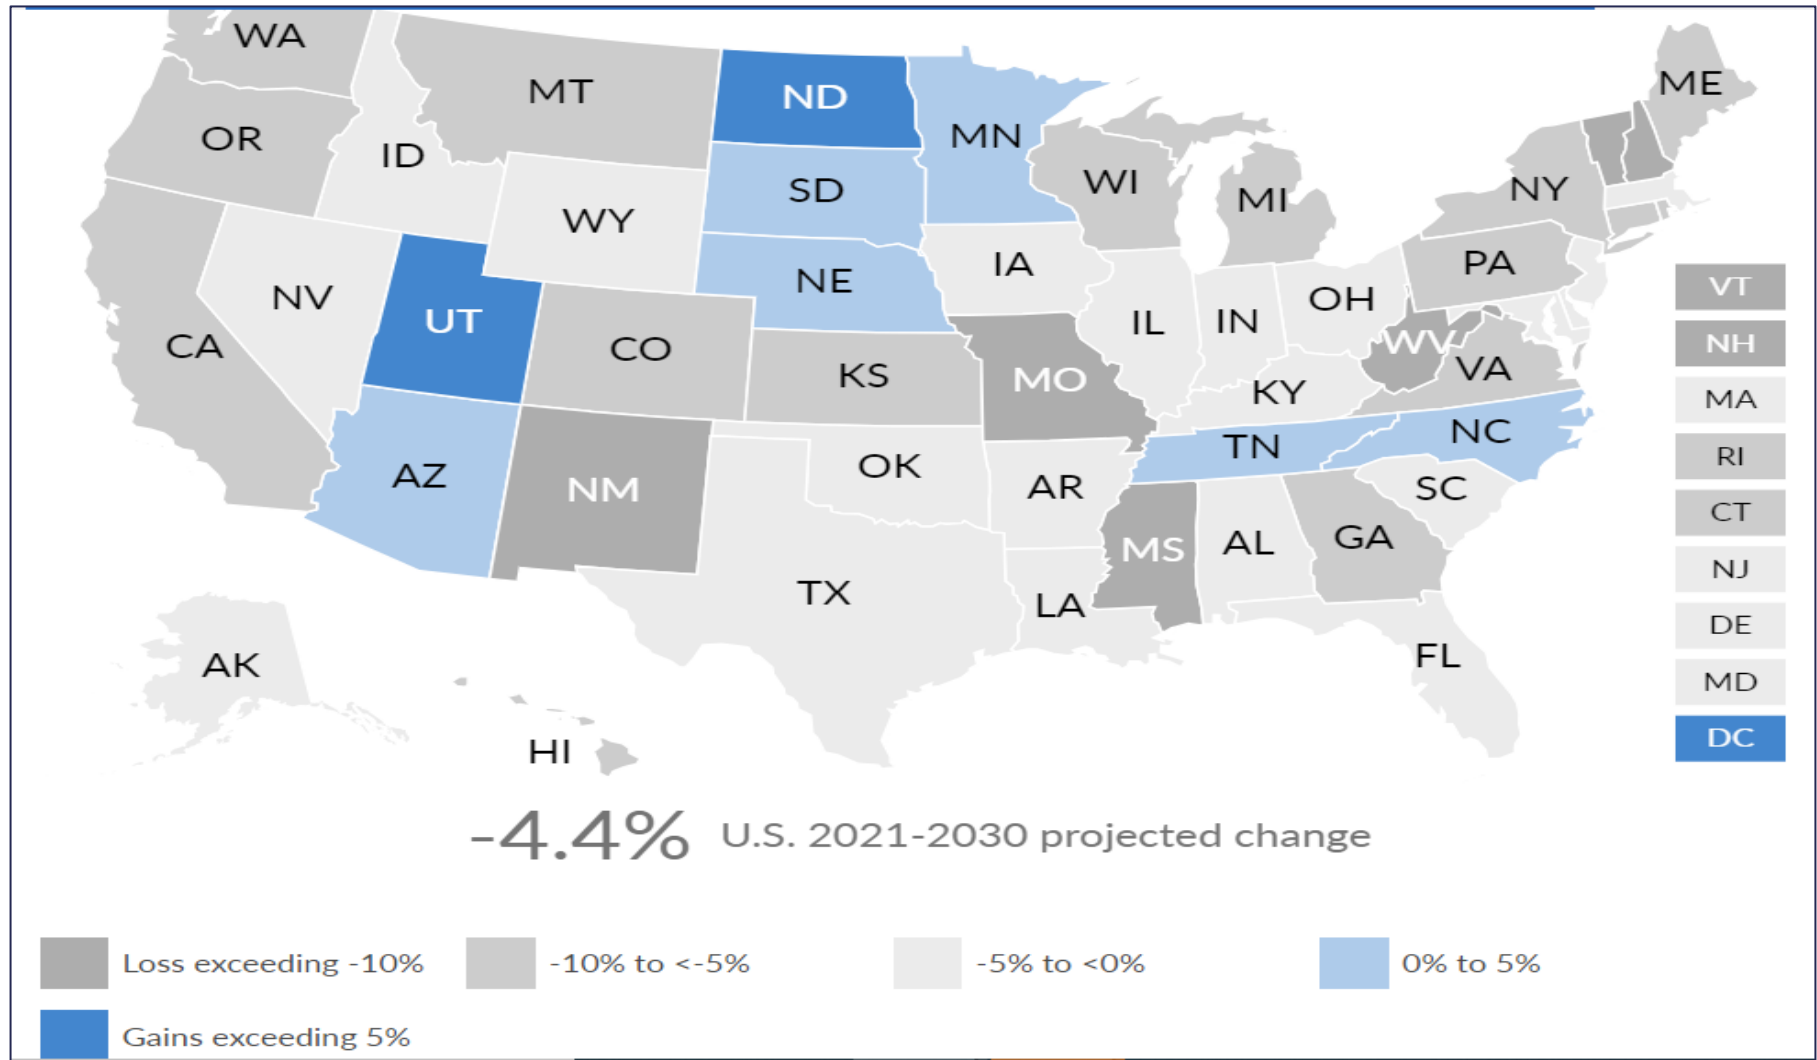 WA
MT
ND
ME
OR
ID
MN
SD
WI
MI
NY
WY
NE
IA
PA
NV
UT
CO
KS
CA
IL
IN
OH
WV
VA
MO
KY
AZ
NM
OK
AR
TN
NC
SC
MS
AL
GA
TX
LA
FL
AK
HI
VT
NH
MA
RI
CT
NJ
DE
MD
DC
-4.4% U.S. 2021-2030 projected change
Loss exceeding -10%
-10% to <-5%
-5% to <0%
0% to 5%
Gains exceeding 5%